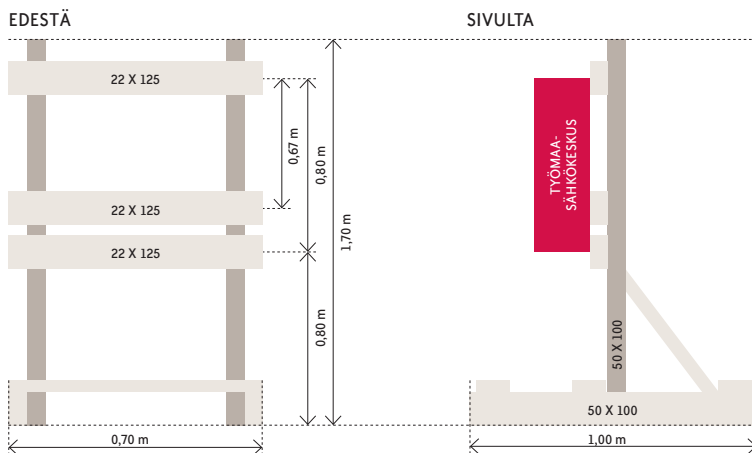 EDESTÄ
22 X 125
22 X 125
22 X 125
0,67 m
0,80 m
1,70 m
0,80 m
0,70 m
SIVULTA
TYÖMAA-
SÄHKÖKESKUS
50 X 100
50 X 100
1,00 m